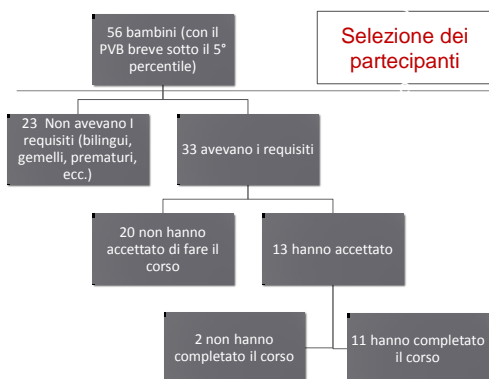 Selezione dei
partecipanti
56 bambini (con il
PVB breve sotto il 5°
percentile)
23 Non avevano I
requisiti (bilingui,
gemelli, prematuri,
ecc.)
33 avevano i requisiti
20 non hanno
accettato di fare il
corso
13 hanno accettato
2 non hanno
completato il corso
11 hanno completato
il corso